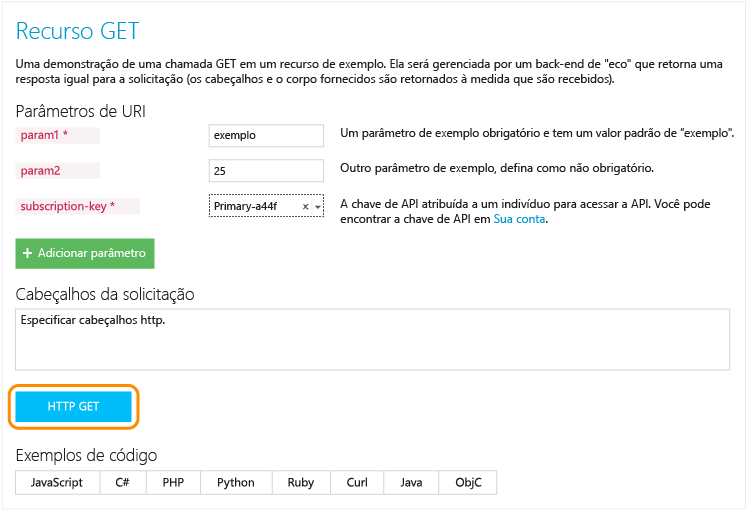 Recurso GET
Uma demonstração de uma chamada GET em um recurso de exemplo. Ela será gerenciada por um back-end de "eco" que retorna uma
resposta igual para a solicitação (os cabeçalhos e o corpo fornecidos são retornados à medida que são recebidos).
Parâmetros de URI
param1 * exemplo Um parâmetro de exemplo obrigatório e tem um valor padrão de "exemplo".
param2 25 Outro parâmetro de exemplo, defina como não obrigatório.
subscription-key * Primary-a44f x A chave de API atribuída a um indivíduo para acessar a API. Você pode
encontrar a chave de API em Sua conta.
+ Adicionar parâmetro
Cabeçalhos da solicitação
Especificar cabeçalhos http.
HTTP GET
Exemplos de código
JavaScript C# PHP Python Ruby Curl Java ObjC